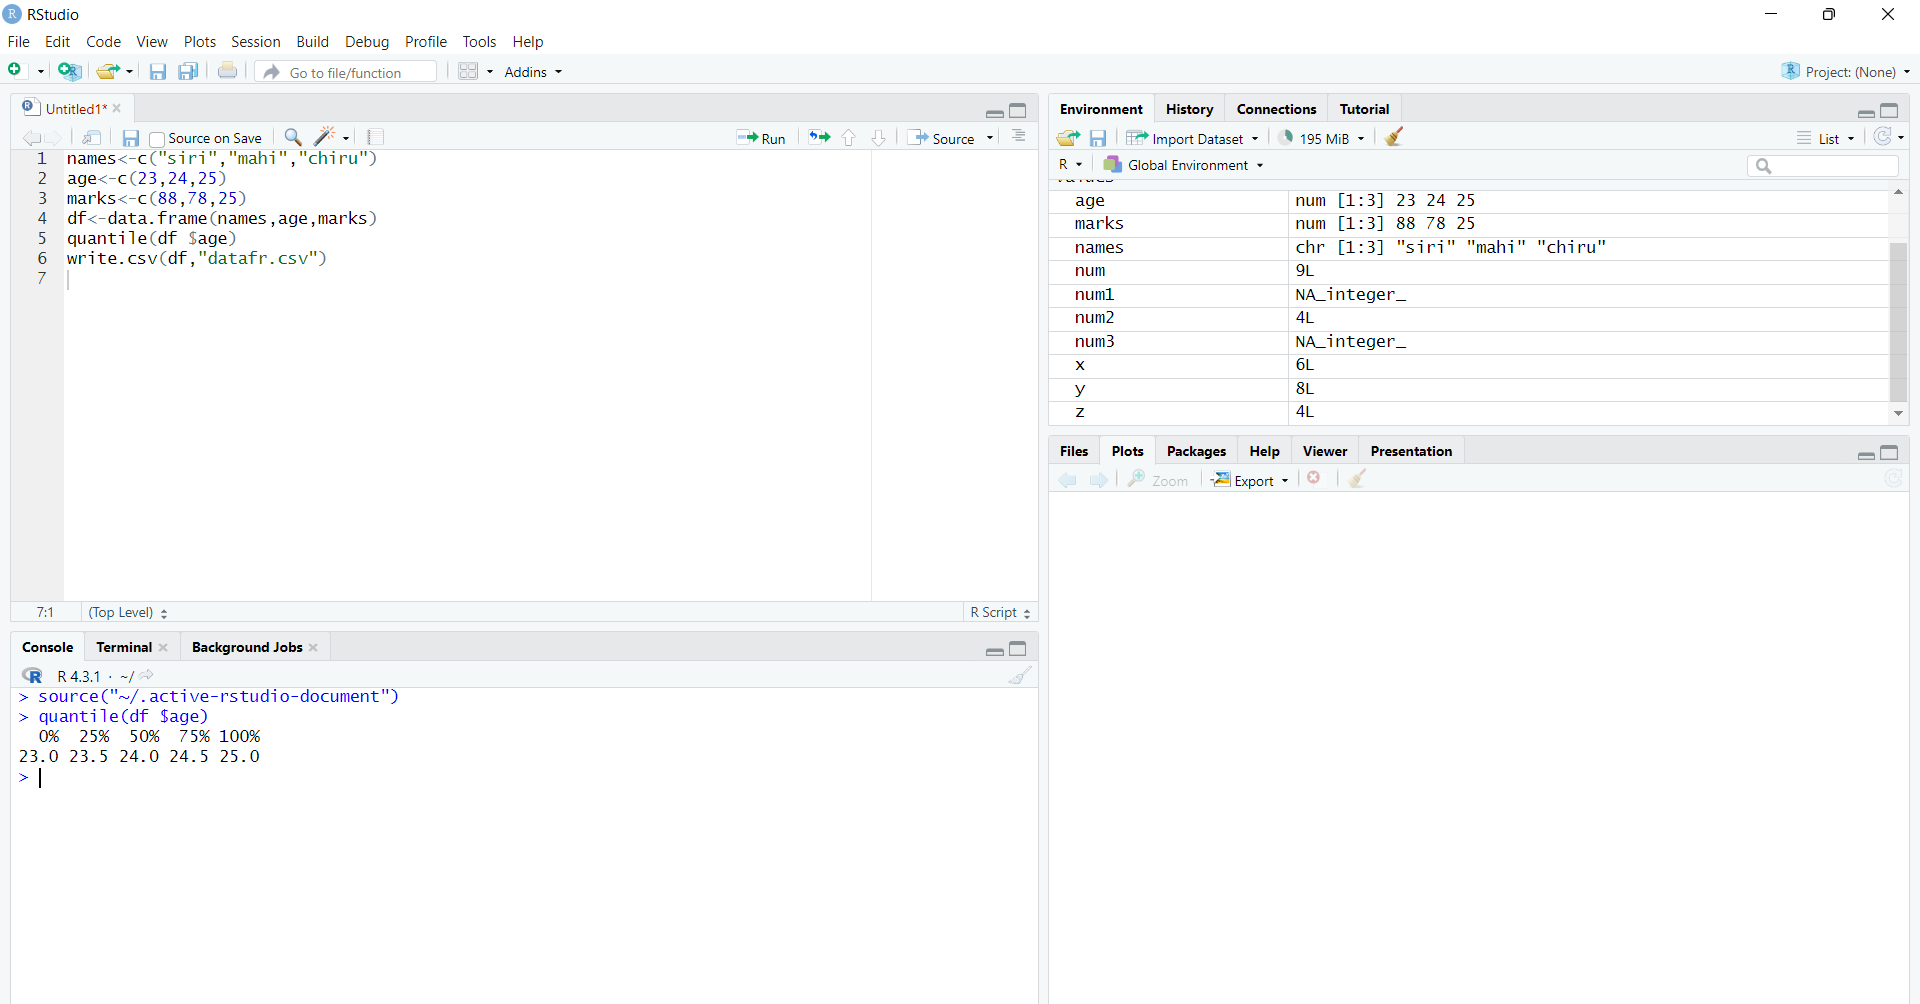 RStudio
File Edit Code View Plots Session Build Debug Profile Tools Help
Go to file/function Addins Project: (None)
Untitled1*
Source on Save Run Source
1 names<-c("siri","mahi","chiru")
2 age<-c(23,24,25)
3 marks<-c(88,78,25)
4 df<-data.frame(names,age,marks)
5 quantile(df $age)
6 write.csv(df,"datafr.csv")
7
7:1 (Top Level) R Script
Console Terminal Background Jobs
R 4.3.1 · ~/
> source("~/.active-rstudio-document")
> quantile(df $age)
0% 25% 50% 75% 100%
23.0 23.5 24.0 24.5 25.0
>
Environment History Connections Tutorial
Import Dataset 195 MiB List
R Global Environment
age num [1:3] 23 24 25
marks num [1:3] 88 78 25
names chr [1:3] "siri" "mahi" "chiru"
num 9L
num1 NA_integer_
num2 4L
num3 NA_integer_
x 6L
y 8L
z 4L
Files Plots Packages Help Viewer Presentation
Zoom Export